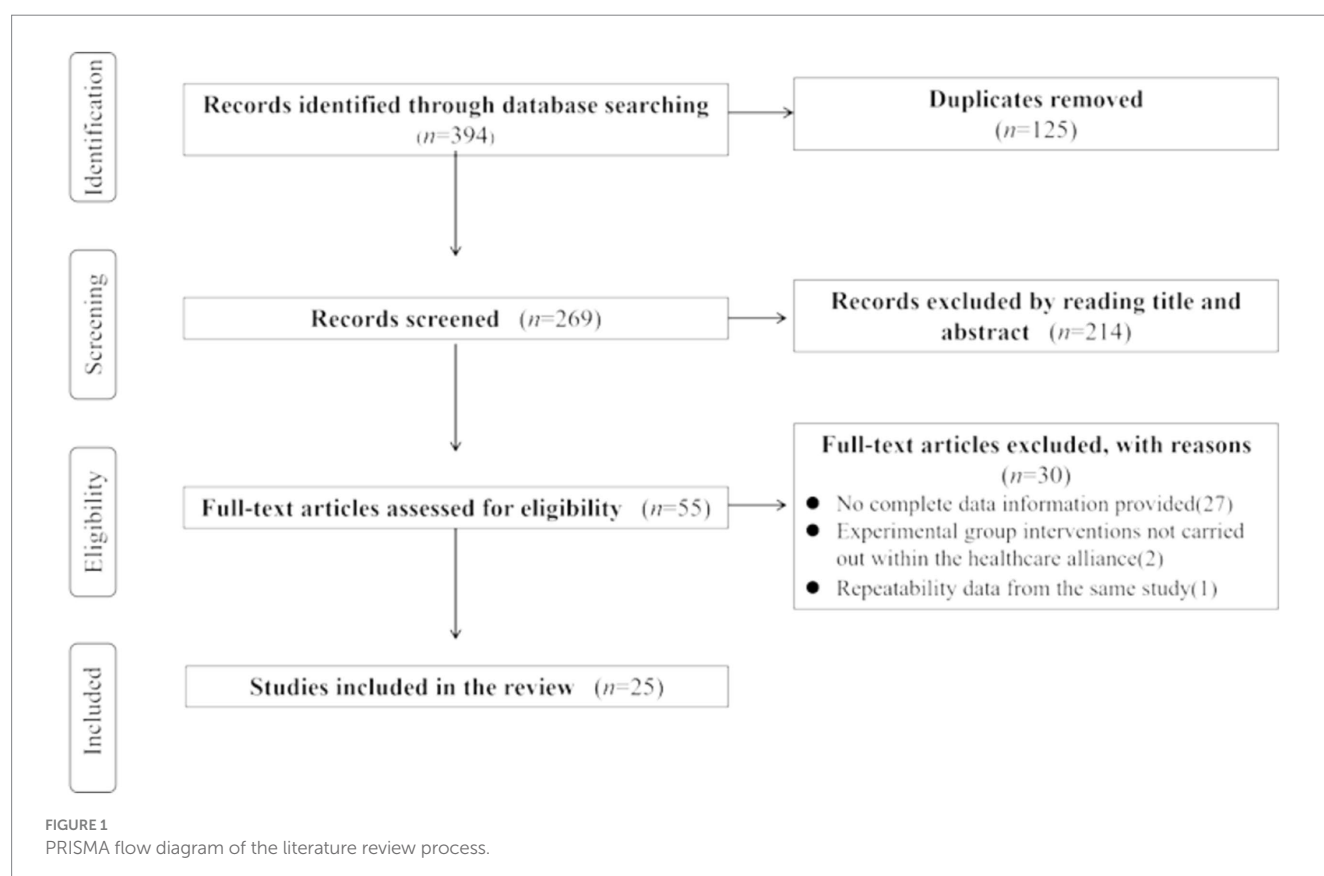 Identification
Records identified through database searching
(n=394)
Duplicates removed
(n=125)
Screening
Records screened (n=269)
Records excluded by reading title and
abstract (n=214)
Eligibility
Full-text articles assessed for eligibility (n=55)
Full-text articles excluded, with reasons
(n=30)
● No complete data information provided(27)
● Experimental group interventions not carried
out within the healthcare alliance(2)
● Repeatability data from the same study(1)
Included
Studies included in the review (n=25)
FIGURE 1
PRISMA flow diagram of the literature review process.